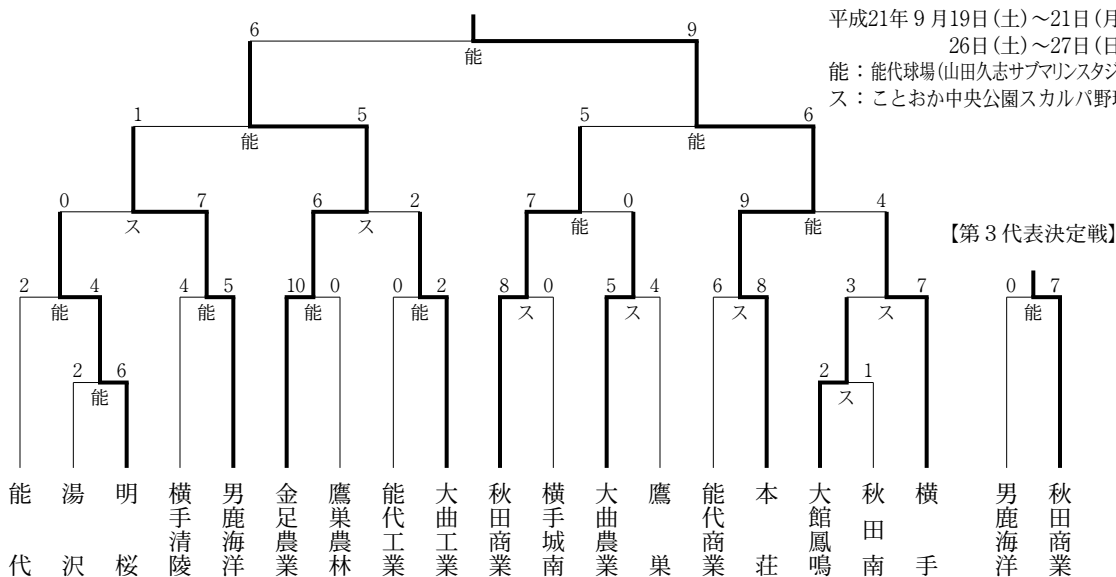 平成21年９月19日(土)～21日(月
26日(土)～27日(日
能：能代球場(山田久志サブマリンスタジ
ス：ことおか中央公園スカルパ野球
6 9
能
1 5 5 6
能 能
0 7 6 2 7 0 9 4
ス ス 能 能
【第３代表決定戦】
2 4 4 5 10 0 0 2 8 0 5 4 6 8 3 7 0 7
能 能 能 能 ス ス ス ス 能
2 6 2 1
能 ス
能代
湯沢
明桜
横手清陵
男鹿海洋
金足農業
鷹巣農林
能代工業
大曲工業
秋田商業
横手城南
大曲農業
鷹巣
能代商業
本荘
大館鳳鳴
秋田南
横手
男鹿海洋
秋田商業